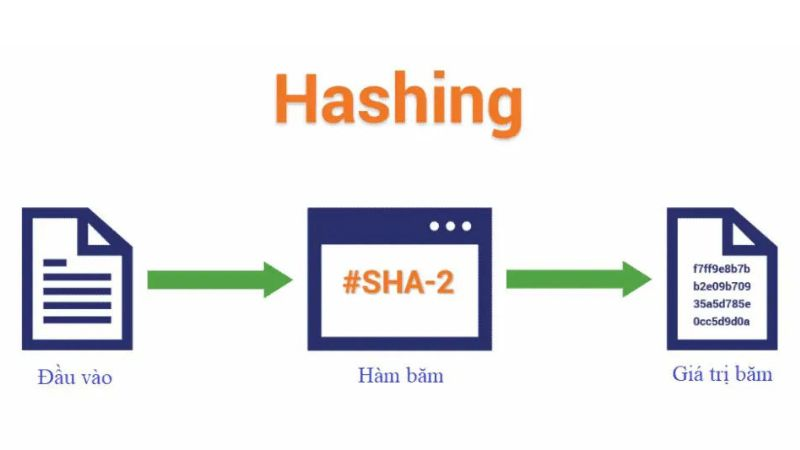 Hashing
#SHA-2
f7ff9e8b7b
b2e09b709
35a5d785e
0cc5d9d0a
Đầu vào
Hàm băm
Giá trị băm